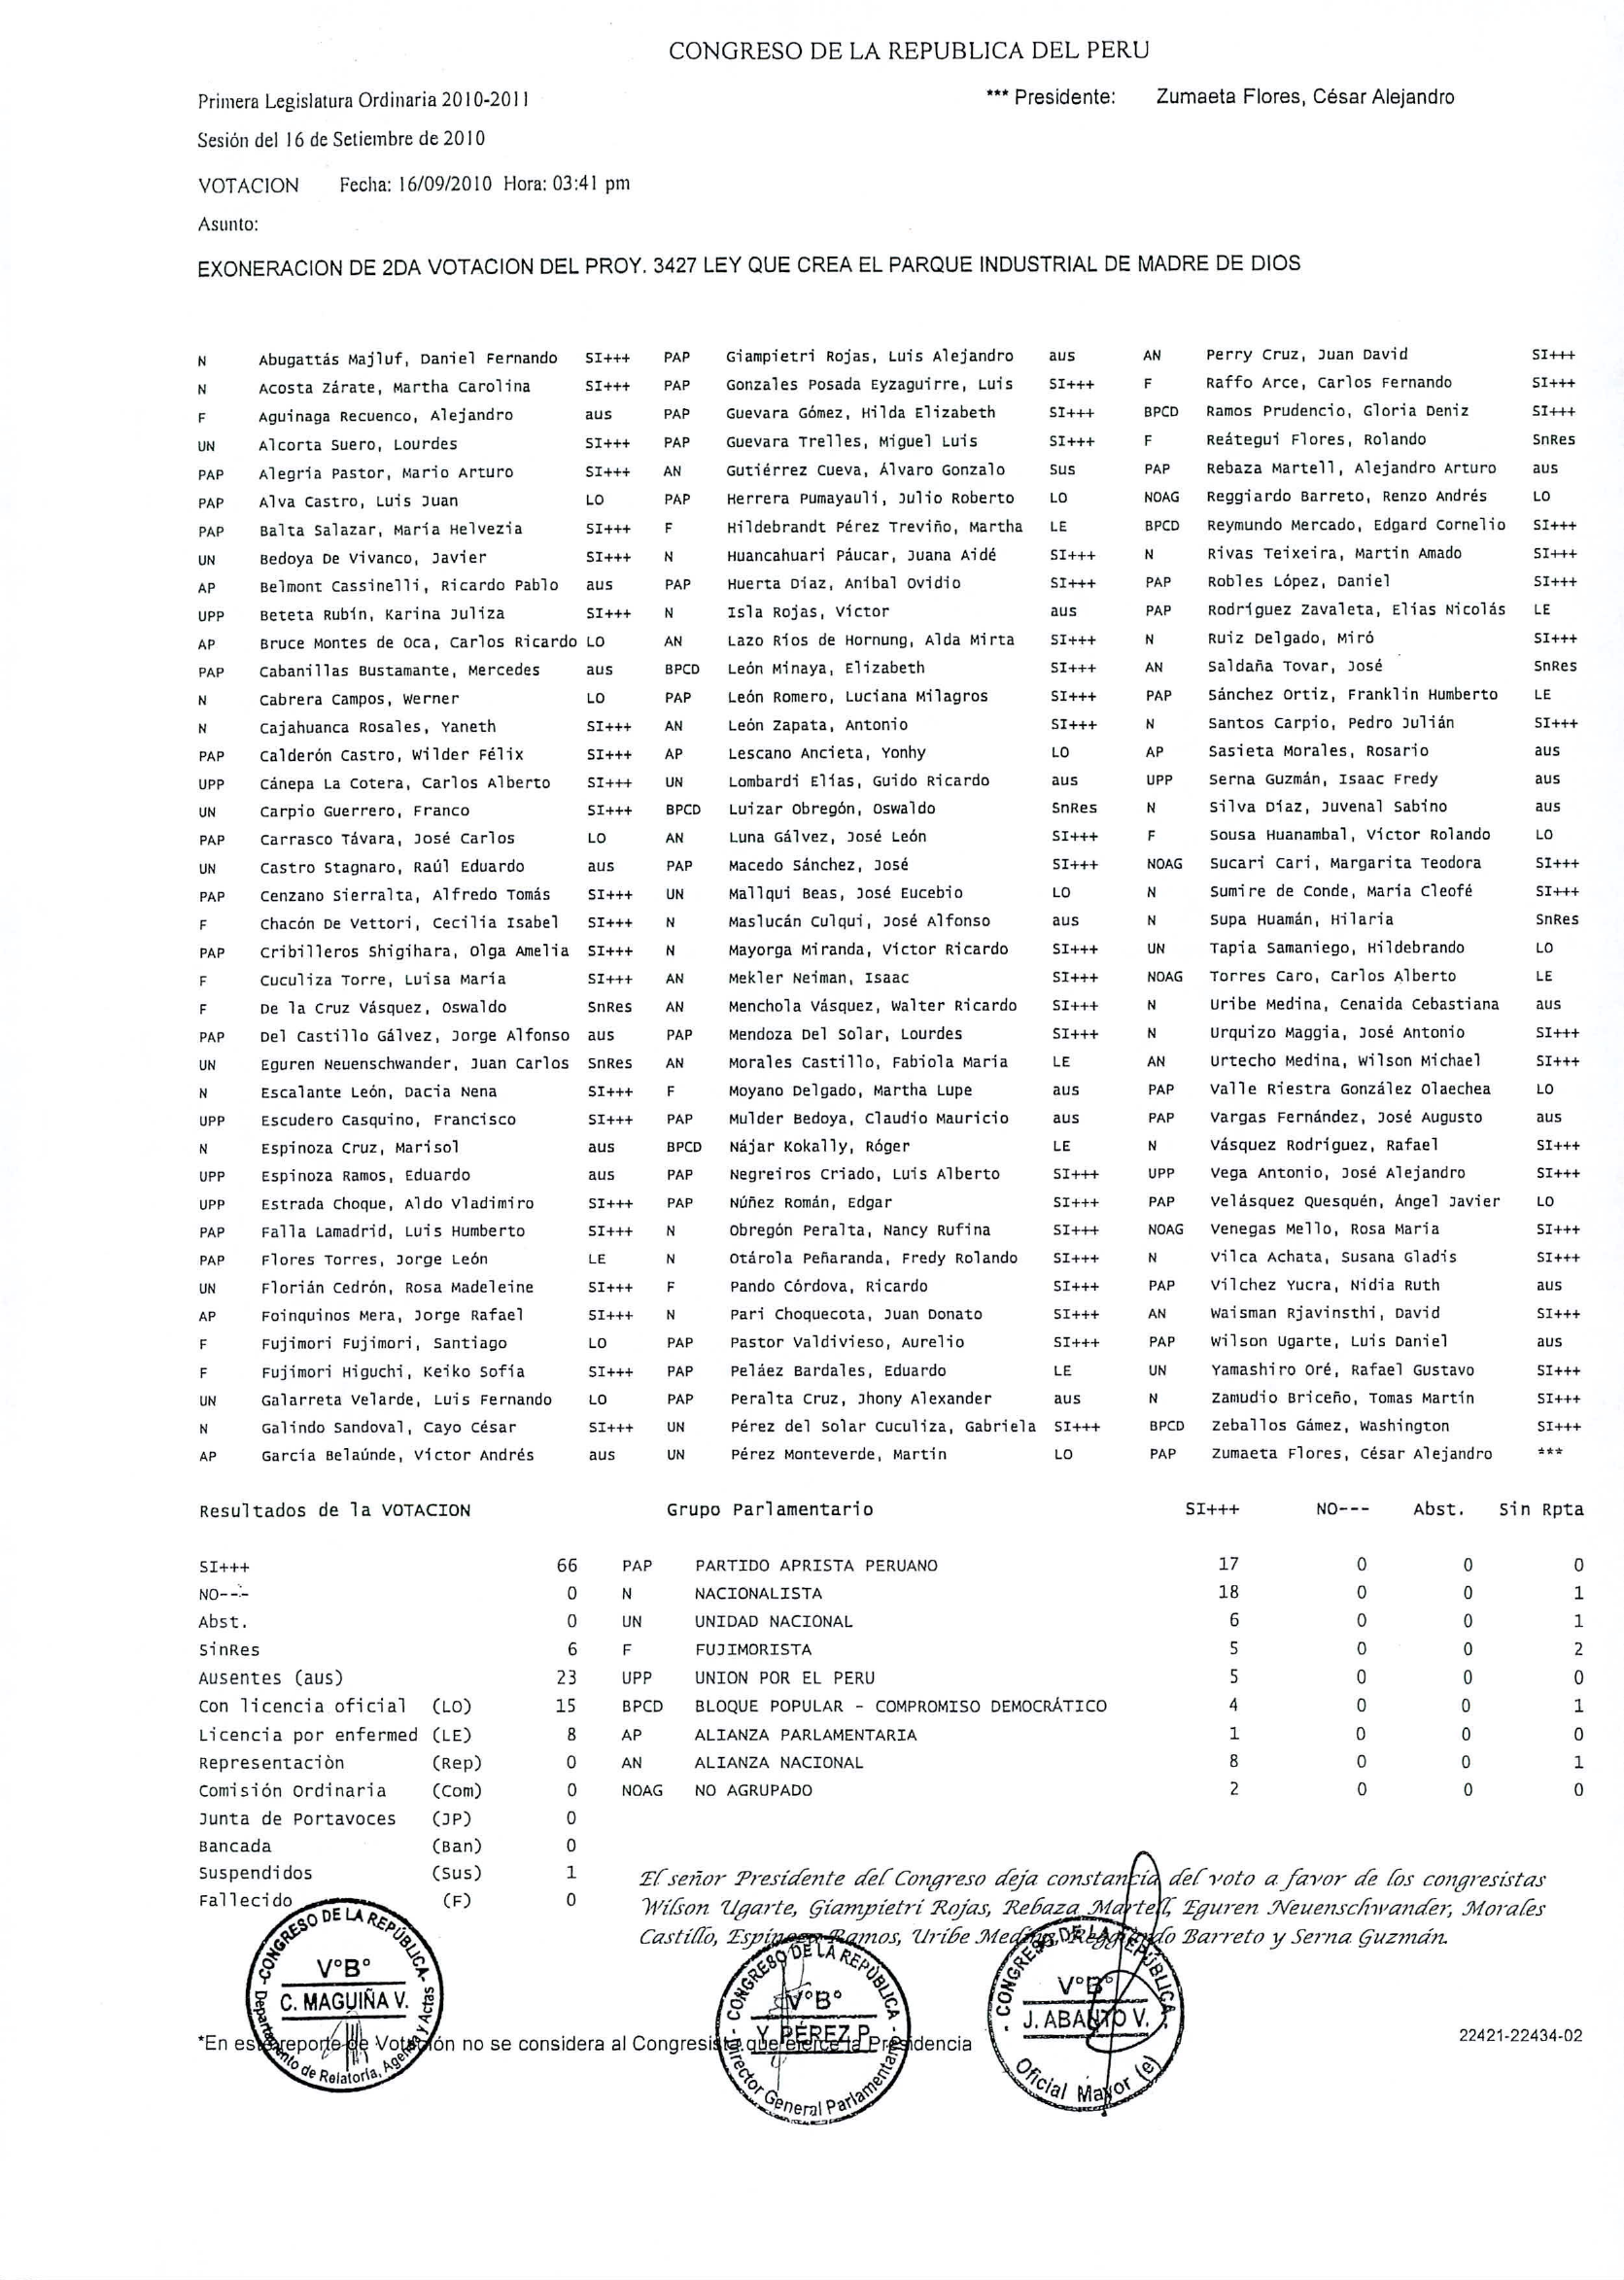 CONGRESO DE LA REPUBLICA DEL PERU
Primera Legislatura Ordinaria 2010-2011 *** Presidente: Zumaeta Flores, César Alejandro
Sesión del 16 de Setiembre de 2010
VOTACION Fecha: 16/09/2010 Hora: 03:41 pm
Asunto:
EXONERACION DE 2DA VOTACION DEL PROY. 3427 LEY QUE CREA EL PARQUE INDUSTRIAL DE MADRE DE DIOS
N Abugattás Majluf, Daniel Fernando SI+++ PAP Giampietri Rojas, Luis Alejandro aus AN Perry Cruz, Juan David SI+++
N Acosta Zárate, Martha Carolina SI+++ PAP Gonzales Posada Eyzaguirre, Luis SI+++ F Raffo Arce, Carlos Fernando SI+++
F Aguinaga Recuenco, Alejandro aus PAP Guevara Gómez, Hilda Elizabeth SI+++ BPCD Ramos Prudencio, Gloria Deniz SI+++
UN Alcorta Suero, Lourdes SI+++ PAP Guevara Trelles, Miguel Luis SI+++ F Reátegui Flores, Rolando SnRes
PAP Alegría Pastor, Mario Arturo SI+++ AN Gutiérrez Cueva, Álvaro Gonzalo Sus PAP Rebaza Martell, Alejandro Arturo aus
PAP Alva Castro, Luis Juan LO PAP Herrera Pumayauli, Julio Roberto LO NOAG Reggiardo Barreto, Renzo Andrés LO
PAP Balta Salazar, María Helvezia SI+++ F Hildebrandt Pérez Treviño, Martha LE BPCD Reymundo Mercado, Edgard Cornelio SI+++
UN Bedoya De Vivanco, Javier SI+++ N Huancahuari Páucar, Juana Aidé SI+++ N Rivas Teixeira, Martin Amado SI+++
AP Belmont Cassinelli, Ricardo Pablo aus PAP Huerta Díaz, Anibal Ovidio SI+++ PAP Robles López, Daniel SI+++
UPP Beteta Rubín, Karina Juliza SI+++ N Isla Rojas, Víctor aus PAP Rodríguez Zavaleta, Elías Nicolás LE
AP Bruce Montes de Oca, Carlos Ricardo LO AN Lazo Ríos de Hornung, Alda Mirta SI+++ N Ruiz Delgado, Miró SI+++
PAP Cabanillas Bustamante, Mercedes aus BPCD León Minaya, Elizabeth SI+++ AN Saldaña Tovar, José SnRes
N Cabrera Campos, Werner LO PAP León Romero, Luciana Milagros SI+++ PAP Sánchez Ortiz, Franklin Humberto LE
N Cajahuanca Rosales, Yaneth SI+++ AN León Zapata, Antonio SI+++ N Santos Carpio, Pedro Julián SI+++
PAP Calderón Castro, Wilder Félix SI+++ AP Lescano Ancieta, Yonhy LO AP Sasieta Morales, Rosario aus
UPP Cánepa La Cotera, Carlos Alberto SI+++ UN Lombardi Elías, Guido Ricardo aus UPP Serna Guzmán, Isaac Fredy aus
UN Carpio Guerrero, Franco SI+++ BPCD Luizar Obregón, Oswaldo SnRes N Silva Díaz, Juvenal Sabino aus
PAP Carrasco Távara, José Carlos LO AN Luna Gálvez, José León SI+++ F Sousa Huanambal, Víctor Rolando LO
UN Castro Stagnaro, Raúl Eduardo aus PAP Macedo Sánchez, José SI+++ NOAG Sucari Cari, Margarita Teodora SI+++
PAP Cenzano Sierralta, Alfredo Tomás SI+++ UN Mallqui Beas, José Eucebio LO N Sumire de Conde, María Cleofé SI+++
F Chacón De Vettori, Cecilia Isabel SI+++ N Maslucán Culqui, José Alfonso aus N Supa Huamán, Hilaria SnRes
PAP Cribilleros Shigihara, Olga Amelia SI+++ N Mayorga Miranda, Víctor Ricardo SI+++ UN Tapia Samaniego, Hildebrando LO
F Cuculiza Torre, Luisa María SI+++ AN Mekler Neiman, Isaac SI+++ NOAG Torres Caro, Carlos Alberto LE
F De la Cruz Vásquez, Oswaldo SnRes AN Menchola Vásquez, Walter Ricardo SI+++ N Uribe Medina, Cenaida Cebastiana aus
PAP Del Castillo Gálvez, Jorge Alfonso aus PAP Mendoza Del Solar, Lourdes SI+++ N Urquizo Maggia, José Antonio SI+++
UN Eguren Neuenschwander, Juan Carlos SnRes AN Morales Castillo, Fabiola María LE AN Urtecho Medina, Wilson Michael SI+++
N Escalante León, Dacia Nena SI+++ F Moyano Delgado, Martha Lupe aus PAP Valle Riestra González Olaechea LO
UPP Escudero Casquino, Francisco SI+++ PAP Mulder Bedoya, Claudio Mauricio aus PAP Vargas Fernández, José Augusto aus
N Espinoza Cruz, Marisol aus BPCD Nájar Kokally, Róger LE N Vásquez Rodríguez, Rafael SI+++
UPP Espinoza Ramos, Eduardo aus PAP Negreiros Criado, Luis Alberto SI+++ UPP Vega Antonio, José Alejandro SI+++
UPP Estrada Choque, Aldo Vladimiro SI+++ PAP Núñez Román, Edgar SI+++ PAP Velásquez Quesquén, Ángel Javier LO
PAP Falla Lamadrid, Luis Humberto SI+++ N Obregón Peralta, Nancy Rufina SI+++ NOAG Venegas Mello, Rosa María SI+++
PAP Flores Torres, Jorge León LE N Otárola Peñaranda, Fredy Rolando SI+++ N Vilca Achata, Susana Gladis SI+++
UN Florián Cedrón, Rosa Madeleine SI+++ F Pando Córdova, Ricardo SI+++ PAP Vilchez Yucra, Nidia Ruth aus
AP Foinquinos Mera, Jorge Rafael SI+++ N Pari Choquecota, Juan Donato SI+++ AN Waisman Rjavinsthi, David SI+++
F Fujimori Fujimori, Santiago LO PAP Pastor Valdivieso, Aurelio SI+++ PAP Wilson Ugarte, Luis Daniel aus
F Fujimori Higuchi, Keiko Sofía SI+++ PAP Peláez Bardales, Eduardo LE UN Yamashiro Oré, Rafael Gustavo SI+++
UN Galarreta Velarde, Luis Fernando LO PAP Peralta Cruz, Jhony Alexander aus N Zamudio Briceño, Tomas Martín SI+++
N Galindo Sandoval, Cayo César SI+++ UN Pérez del Solar Cuculiza, Gabriela SI+++ BPCD Zeballos Gámez, Washington SI+++
AP García Belaúnde, Víctor Andrés aus UN Pérez Monteverde, Martín LO PAP Zumaeta Flores, César Alejandro ***
Resultados de la VOTACION Grupo Parlamentario SI+++ NO--- Abst. Sin Rpta
SI+++ 66 PAP PARTIDO APRISTA PERUANO 17 0 0 0
NO--- 0 N NACIONALISTA 18 0 0 1
Abst. 0 UN UNIDAD NACIONAL 6 0 0 1
SinRes 6 F FUJIMORISTA 5 0 0 2
Ausentes (aus) 23 UPP UNION POR EL PERU 5 0 0 0
Con licencia oficial (LO) 15 BPCD BLOQUE POPULAR - COMPROMISO DEMOCRÁTICO 4 0 0 1
Licencia por enfermed (LE) 8 AP ALIANZA PARLAMENTARIA 1 0 0 0
Representaciòn (Rep) 0 AN ALIANZA NACIONAL 8 0 0 1
Comisión Ordinaria (Com) 0 NOAG NO AGRUPADO 2 0 0 0
Junta de Portavoces (JP) 0
Bancada (Ban) 0
Suspendidos (Sus) 1
Fallecido (F) 0
El señor Presidente del Congreso deja constancia del voto a favor de los congresistas
Wilson Ugarte, Giampietri Rojas, Rebaza Martell, Eguren Neuenschwander, Morales
Castillo, Espinoza Ramos, Uribe Medina, Reggiardo Barreto y Serna Guzmán.
- CONGRESO DE LA REPÚBLICA -
V°B°
C. MAGUIÑA V.
Departamento de Relatoría, Agenda y Actas
- CONGRESO DE LA REPÚBLICA -
V°B°
Y. PÉREZ P.
Director General Parlamentario
- CONGRESO DE LA REPÚBLICA -
V°B°
J. ABANTO V.
Oficial Mayor (e)
*En este reporte de Votación no se considera al Congresista que ejerce la Presidencia
22421-22434-02